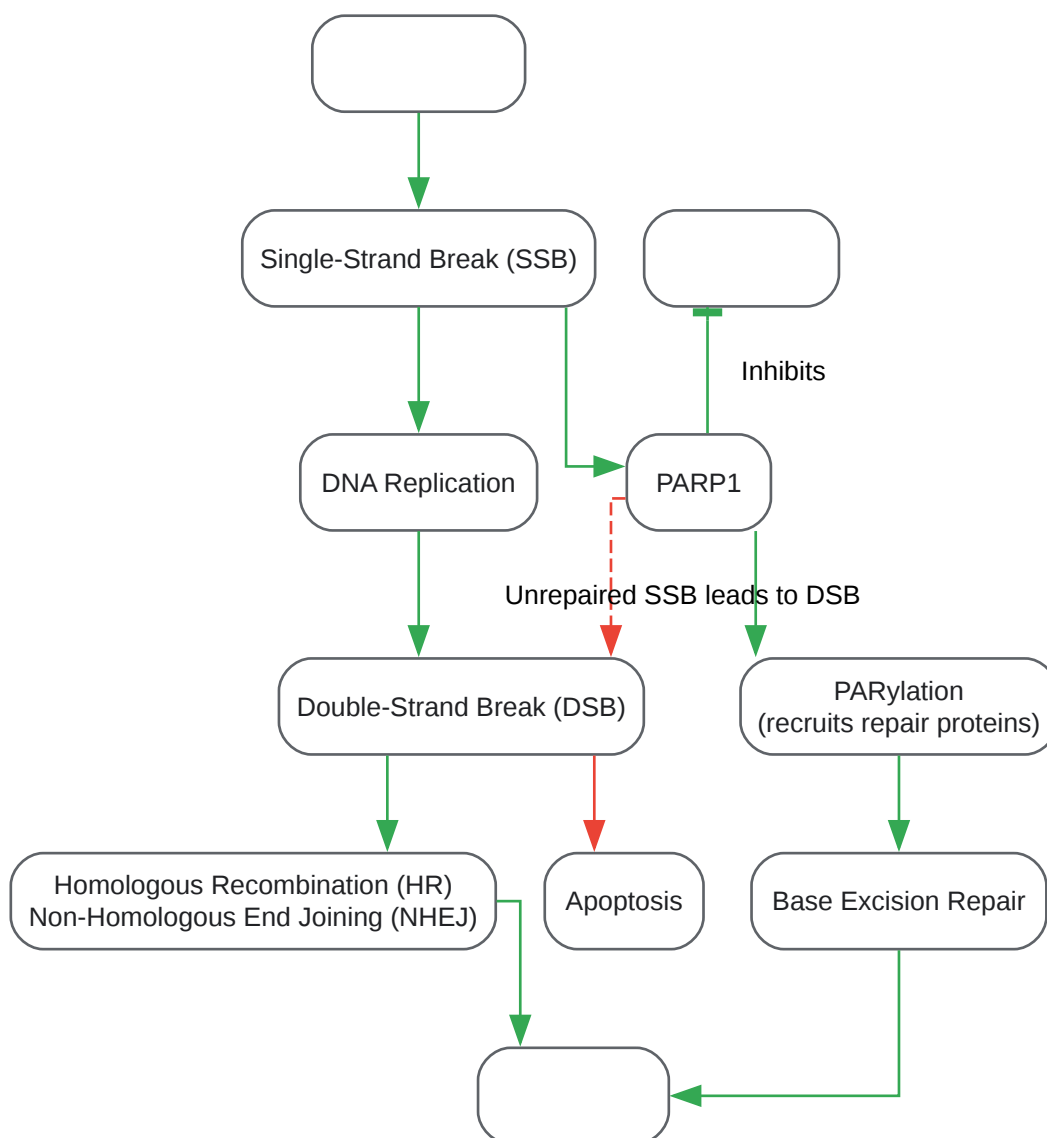 Single-Strand Break (SSB)
Inhibits
DNA Replication
PARP1
Unrepaired SSB leads to DSB
Double-Strand Break (DSB)
PARylation
(recruits repair proteins)
Homologous Recombination (HR)
Non-Homologous End Joining (NHEJ)
Apoptosis
Base Excision Repair